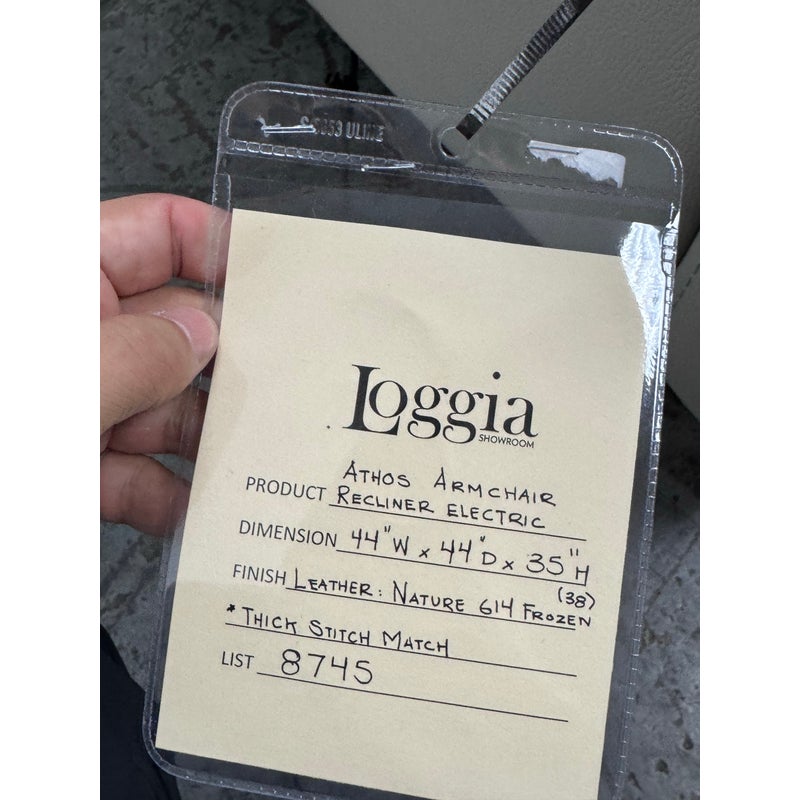 ULINE
Loggia
SHOWROOM
ATHOS ARMCHAIR
PRODUCT RECLINER ELECTRIC
DIMENSION 44"W x 44"D x 35"H
(38)
FINISH LEATHER: NATURE 614 FROZEN
* THICK STITCH MATCH
LIST 8745